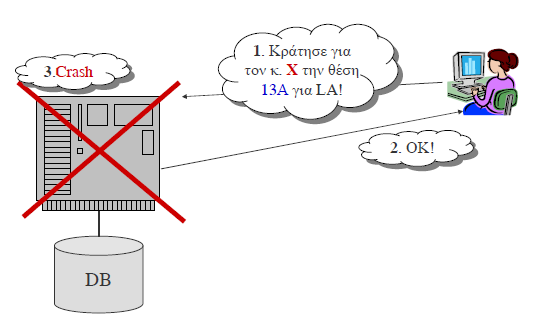 1. Κράτησε για
τον κ. X την θέση
13A για LA!
2. OK!
3.Crash
DB